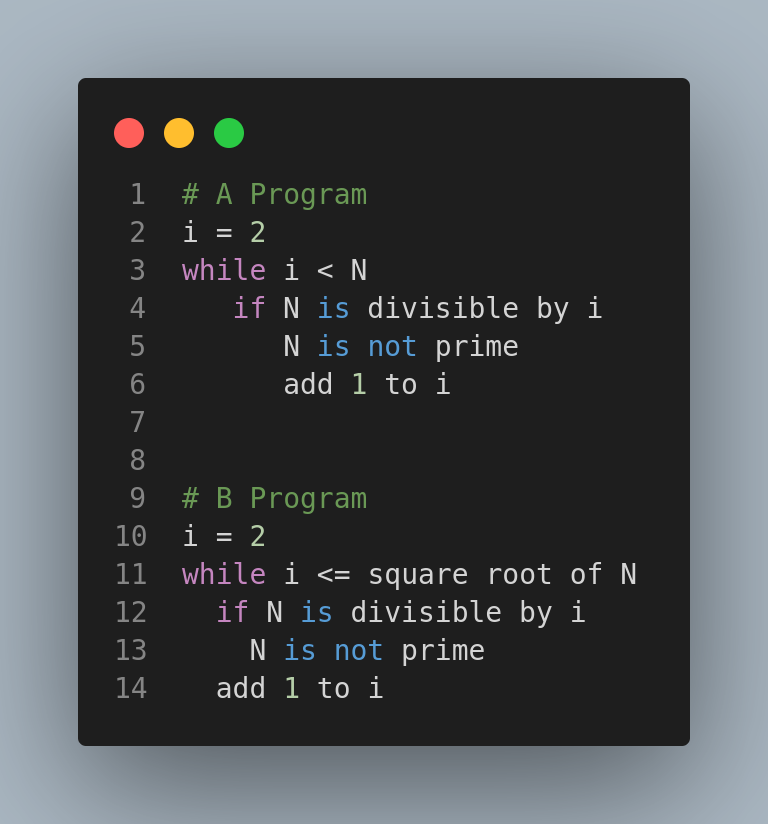 1 # A Program
2 i = 2
3 while i < N
4    if N is divisible by i
5       N is not prime
6       add 1 to i
7
8
9 # B Program
10 i = 2
11 while i <= square root of N
12   if N is divisible by i
13     N is not prime
14   add 1 to i